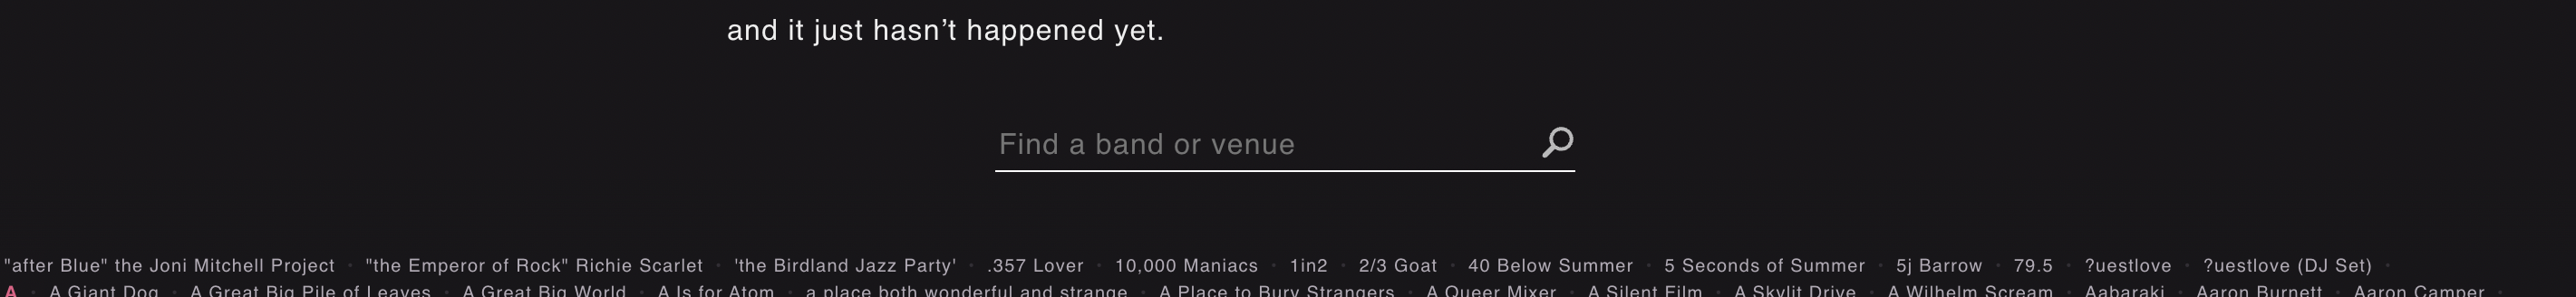 and it just hasn’t happened yet.
Find a band or venue
"after Blue" the Joni Mitchell Project · "the Emperor of Rock" Richie Scarlet · 'the Birdland Jazz Party' · .357 Lover · 10,000 Maniacs · 1in2 · 2/3 Goat · 40 Below Summer · 5 Seconds of Summer · 5j Barrow · 79.5 · ?uestlove · ?uestlove (DJ Set) ·
A · A Giant Dog · A Great Big Pile of Leaves · A Great Big World · A Is for Atom · a place both wonderful and strange · A Place to Bury Strangers · A Queer Mixer · A Silent Film · A Skylit Drive · A Wilhelm Scream · Aabaraki · Aaron Burnett · Aaron Camper ·